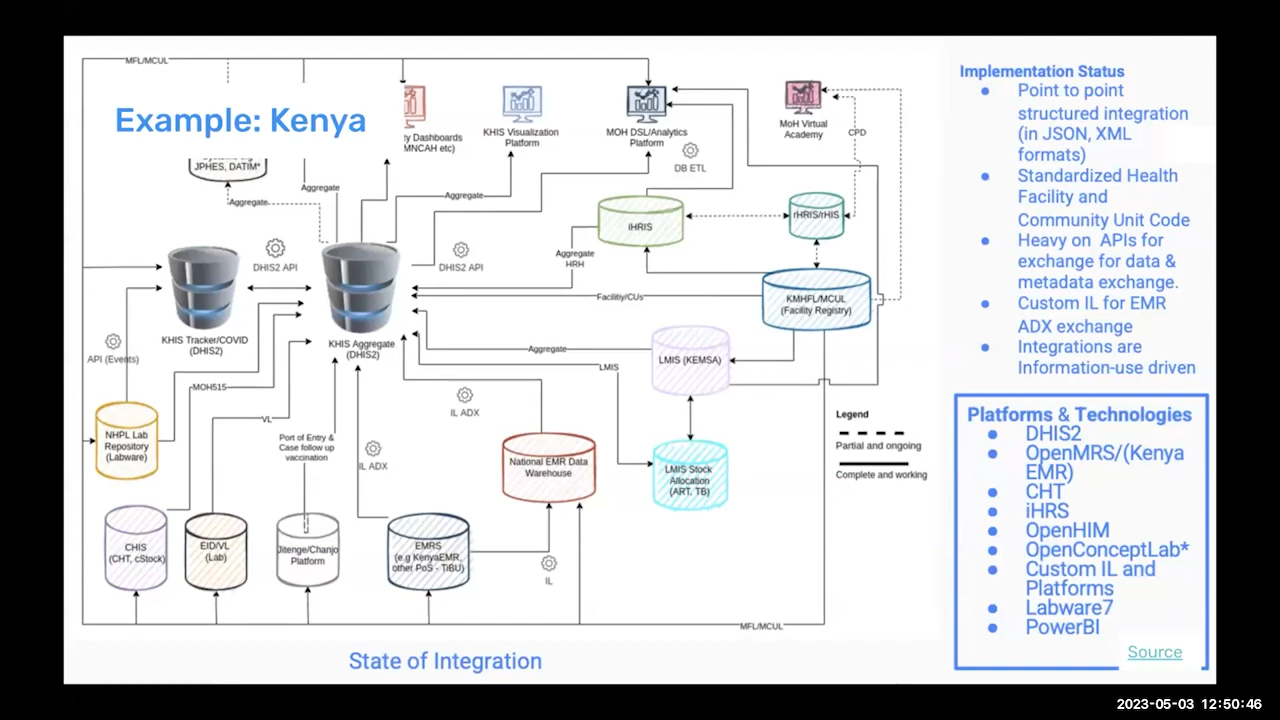 MFL/MCUL
Example: Kenya
y Dashboards
MNCAH etc)
KHIS Visualization
Platform
MOH DSL/Analytics
Platform
MoH Virtual
Academy
CPD
DB ETL
JPHES, DATIM*
Aggregate
Aggregate
Aggregate
iHRIS
rHRIS/rHIS
DHIS2 API
DHIS2 API
Aggregate
HRH
Facilitiy/CUs
KMHFL/MCUL
(Facility Registry)
KHIS Tracker/COVID
(DHIS2)
KHIS Aggregate
(DHIS2)
API (Events)
Aggregate
LMIS (KEMSA)
LMIS
MOH515
IL ADX
VL
NHPL Lab
Repository
(Labware)
Port of Entry &
Case follow up
vaccination
IL ADX
National EMR Data
Warehouse
LMIS Stock
Allocation
(ART, TB)
Legend
Partial and ongoing
Complete and working
CHIS
(CHT, cStock)
EID/VL
(Lab)
Jitenge/Chanjo
Platform
EMRS
(e.g KenyaEMR,
other PoS - TiBU)
IL
MFL/MCUL
State of Integration
Implementation Status
● Point to point
structured integration
(in JSON, XML
formats)
● Standardized Health
Facility and
Community Unit Code
● Heavy on APIs for
exchange for data &
metadata exchange.
● Custom IL for EMR
ADX exchange
● Integrations are
Information-use driven
Platforms & Technologies
● DHIS2
● OpenMRS/(Kenya
EMR)
● CHT
● iHRS
● OpenHIM
● OpenConceptLab*
● Custom IL and
Platforms
● Labware7
● PowerBI
Source
2023-05-03 12:50:46